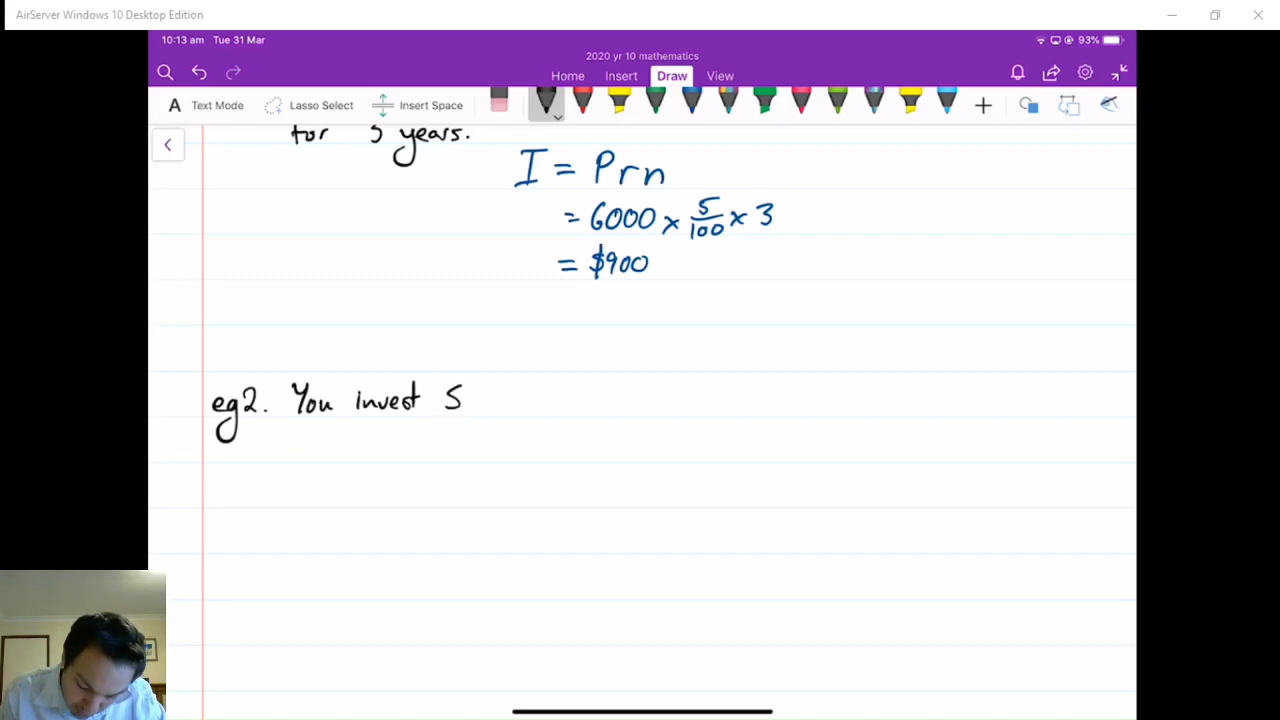 AirServer Windows 10 Desktop Edition
10:13 am Tue 31 Mar
93%
2020 yr 10 mathematics
Home Insert Draw View
A Text Mode Lasso Select Insert Space
for 3 years.
I = Prn
= 6000 × 5/100 × 3
= $900
eg2. You invest S